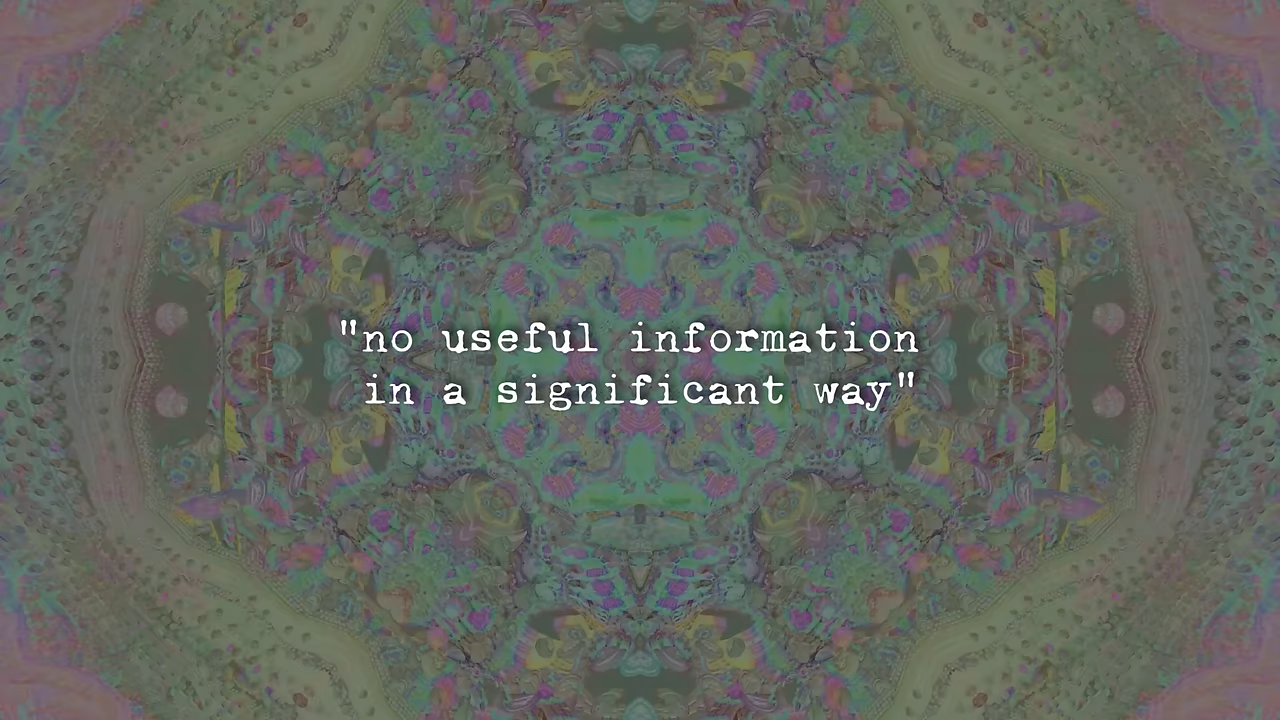 "no useful information
in a significant way"